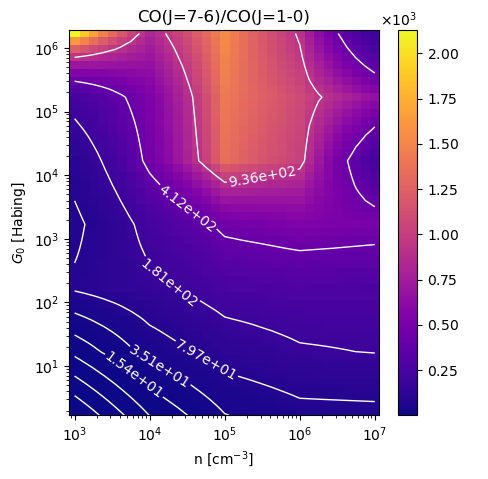 CO(J=7-6)/CO(J=1-0)
×10³
10⁶
10⁵
10⁴
10³
10²
10¹
G₀ [Habing]
9.36e+02
4.12e+02
1.81e+02
7.97e+01
3.51e+01
1.54e+01
2.00
1.75
1.50
1.25
1.00
0.75
0.50
0.25
10³ 10⁴ 10⁵ 10⁶ 10⁷
n [cm⁻³]